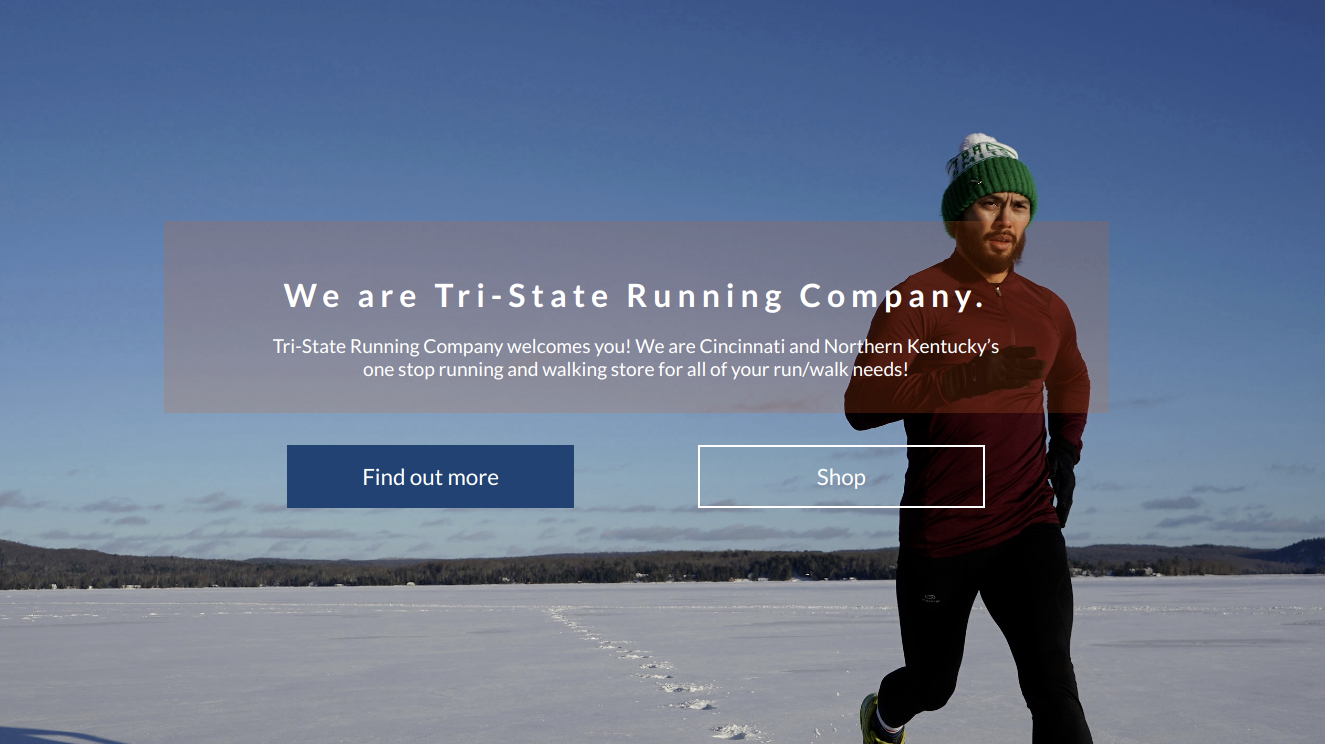 We are Tri-State Running Company.
Tri-State Running Company welcomes you! We are Cincinnati and Northern Kentucky’s
one stop running and walking store for all of your run/walk needs!
Find out more
Shop